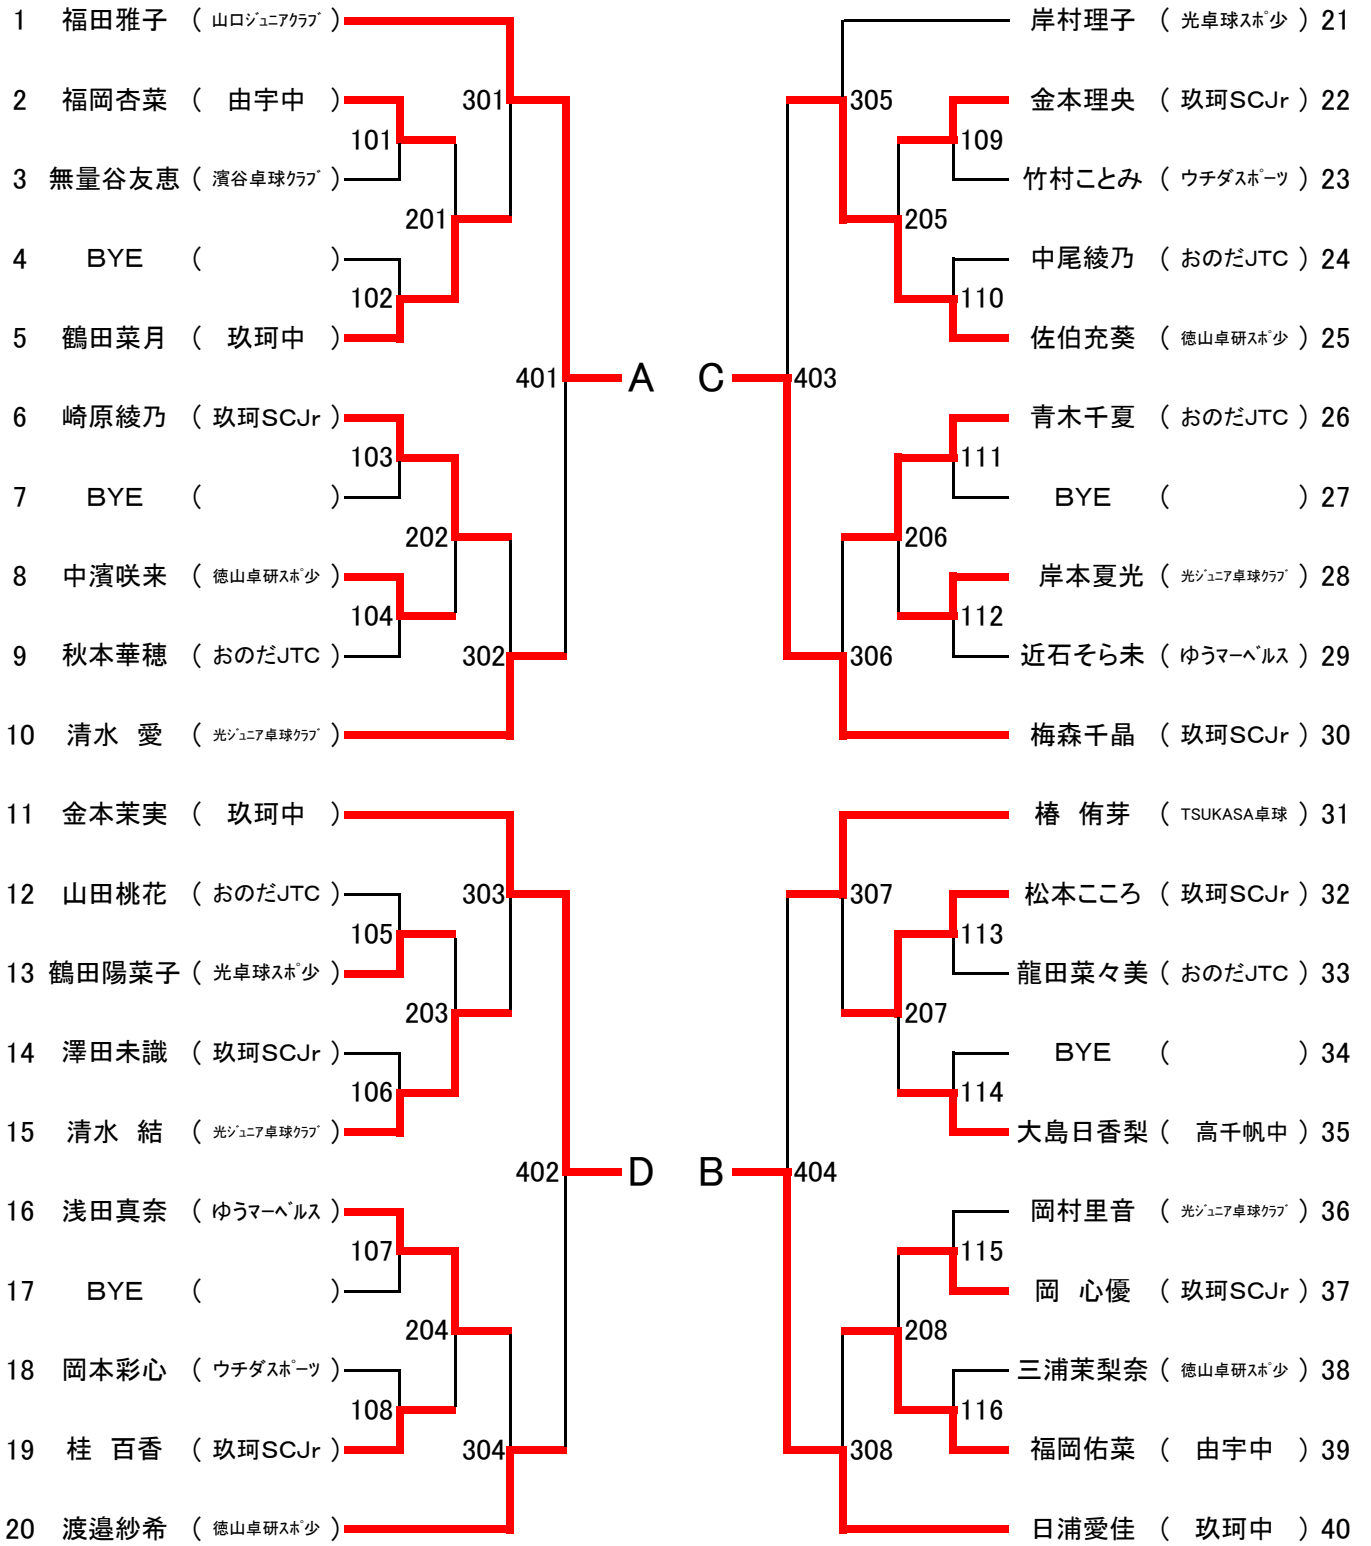 1 福田雅子 ( 山口ジュニアクラブ )
2 福岡杏菜 ( 由宇中 )
3 無量谷友恵 ( 濱谷卓球クラブ )
4 BYE ( )
5 鶴田菜月 ( 玖珂中 )
6 崎原綾乃 ( 玖珂SCJr )
7 BYE ( )
8 中濱咲来 ( 徳山卓研スポ少 )
9 秋本華穂 ( おのだJTC )
10 清水 愛 ( 光ジュニア卓球クラブ )
11 金本茉実 ( 玖珂中 )
12 山田桃花 ( おのだJTC )
13 鶴田陽菜子 ( 光卓球スポ少 )
14 澤田未識 ( 玖珂SCJr )
15 清水 結 ( 光ジュニア卓球クラブ )
16 浅田真奈 ( ゆうマーベルス )
17 BYE ( )
18 岡本彩心 ( ウチダスポーツ )
19 桂 百香 ( 玖珂SCJr )
20 渡邉紗希 ( 徳山卓研スポ少 )
101
102
103
104
105
106
107
108
201
202
203
204
301
302
303
304
401
402
A
D
C
B
403
404
305
306
307
308
205
206
207
208
109
110
111
112
113
114
115
116
岸村理子 ( 光卓球スポ少 ) 21
金本理央 ( 玖珂SCJr ) 22
竹村ことみ ( ウチダスポーツ ) 23
中尾綾乃 ( おのだJTC ) 24
佐伯充葵 ( 徳山卓研スポ少 ) 25
青木千夏 ( おのだJTC ) 26
BYE ( ) 27
岸本夏光 ( 光ジュニア卓球クラブ ) 28
近石そら未 ( ゆうマーベルス ) 29
梅森千晶 ( 玖珂SCJr ) 30
椿 侑芽 ( TSUKASA卓球 ) 31
松本こころ ( 玖珂SCJr ) 32
龍田菜々美 ( おのだJTC ) 33
BYE ( ) 34
大島日香梨 ( 高千帆中 ) 35
岡村里音 ( 光ジュニア卓球クラブ ) 36
岡 心優 ( 玖珂SCJr ) 37
三浦茉梨奈 ( 徳山卓研スポ少 ) 38
福岡佑菜 ( 由宇中 ) 39
日浦愛佳 ( 玖珂中 ) 40